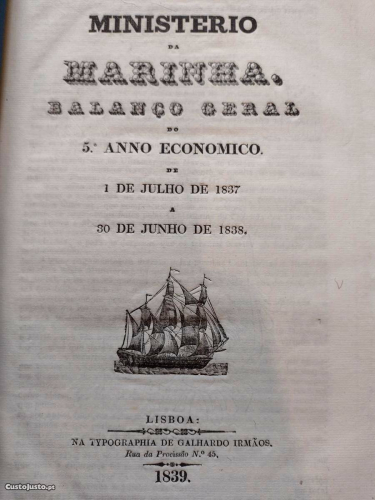 MINISTERIO
DA
MARINHA,
BALANÇO GERAL
DO
5.º ANNO ECONOMICO.
DE
1 DE JULHO DE 1837
A
30 DE JUNHO DE 1838.
LISBOA:
NA TYPOGRAPHIA DE GALHARDO IRMÃOS.
Rua da Procissão N.º 45.
1839.
CustoJusto.pt